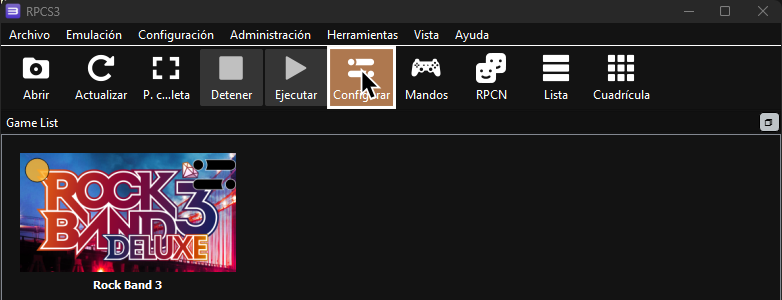 RPCS3
Archivo Emulación Configuración Administración Herramientas Vista Ayuda
Abrir Actualizar P. c...leta Detener Ejecutar Configurar Mandos RPCN Lista Cuadrícula
Game List
ROCK
BAND 3
DELUXE
Rock Band 3